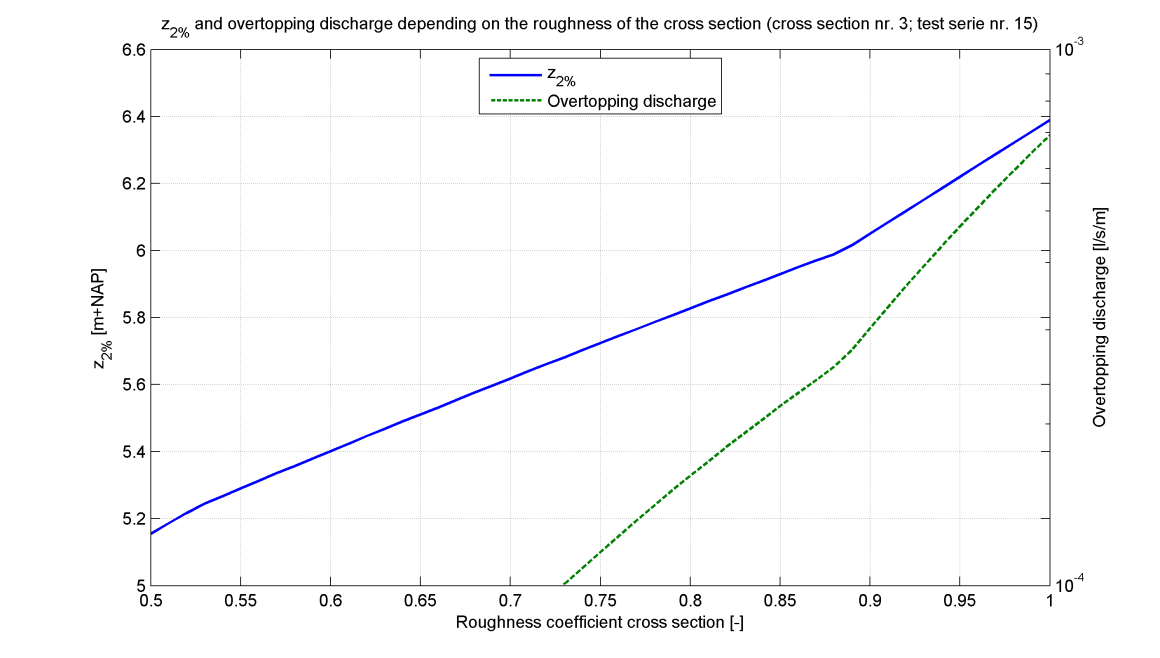 z2% and overtopping discharge depending on the roughness of the cross section (cross section nr. 3; test serie nr. 15)
z2%
Overtopping discharge
6.6
6.4
6.2
6
5.8
5.6
5.4
5.2
5
z2% [m+NAP]
10-3
10-4
Overtopping discharge [l/s/m]
0.5 0.55 0.6 0.65 0.7 0.75 0.8 0.85 0.9 0.95 1
Roughness coefficient cross section [-]